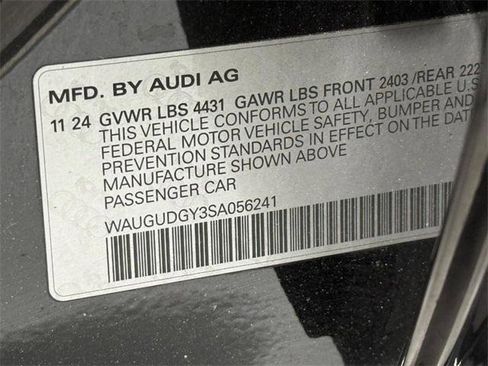 MFD. BY AUDI AG
11 24 GVWR LBS 4431 GAWR LBS FRONT 2403 /REAR 222
THIS VEHICLE CONFORMS TO ALL APPLICABLE U.S
FEDERAL MOTOR VEHICLE SAFETY, BUMPER AND
PREVENTION STANDARDS IN EFFECT ON THE DAT
MANUFACTURE SHOWN ABOVE
PASSENGER CAR
WAUGUDGY3SA056241